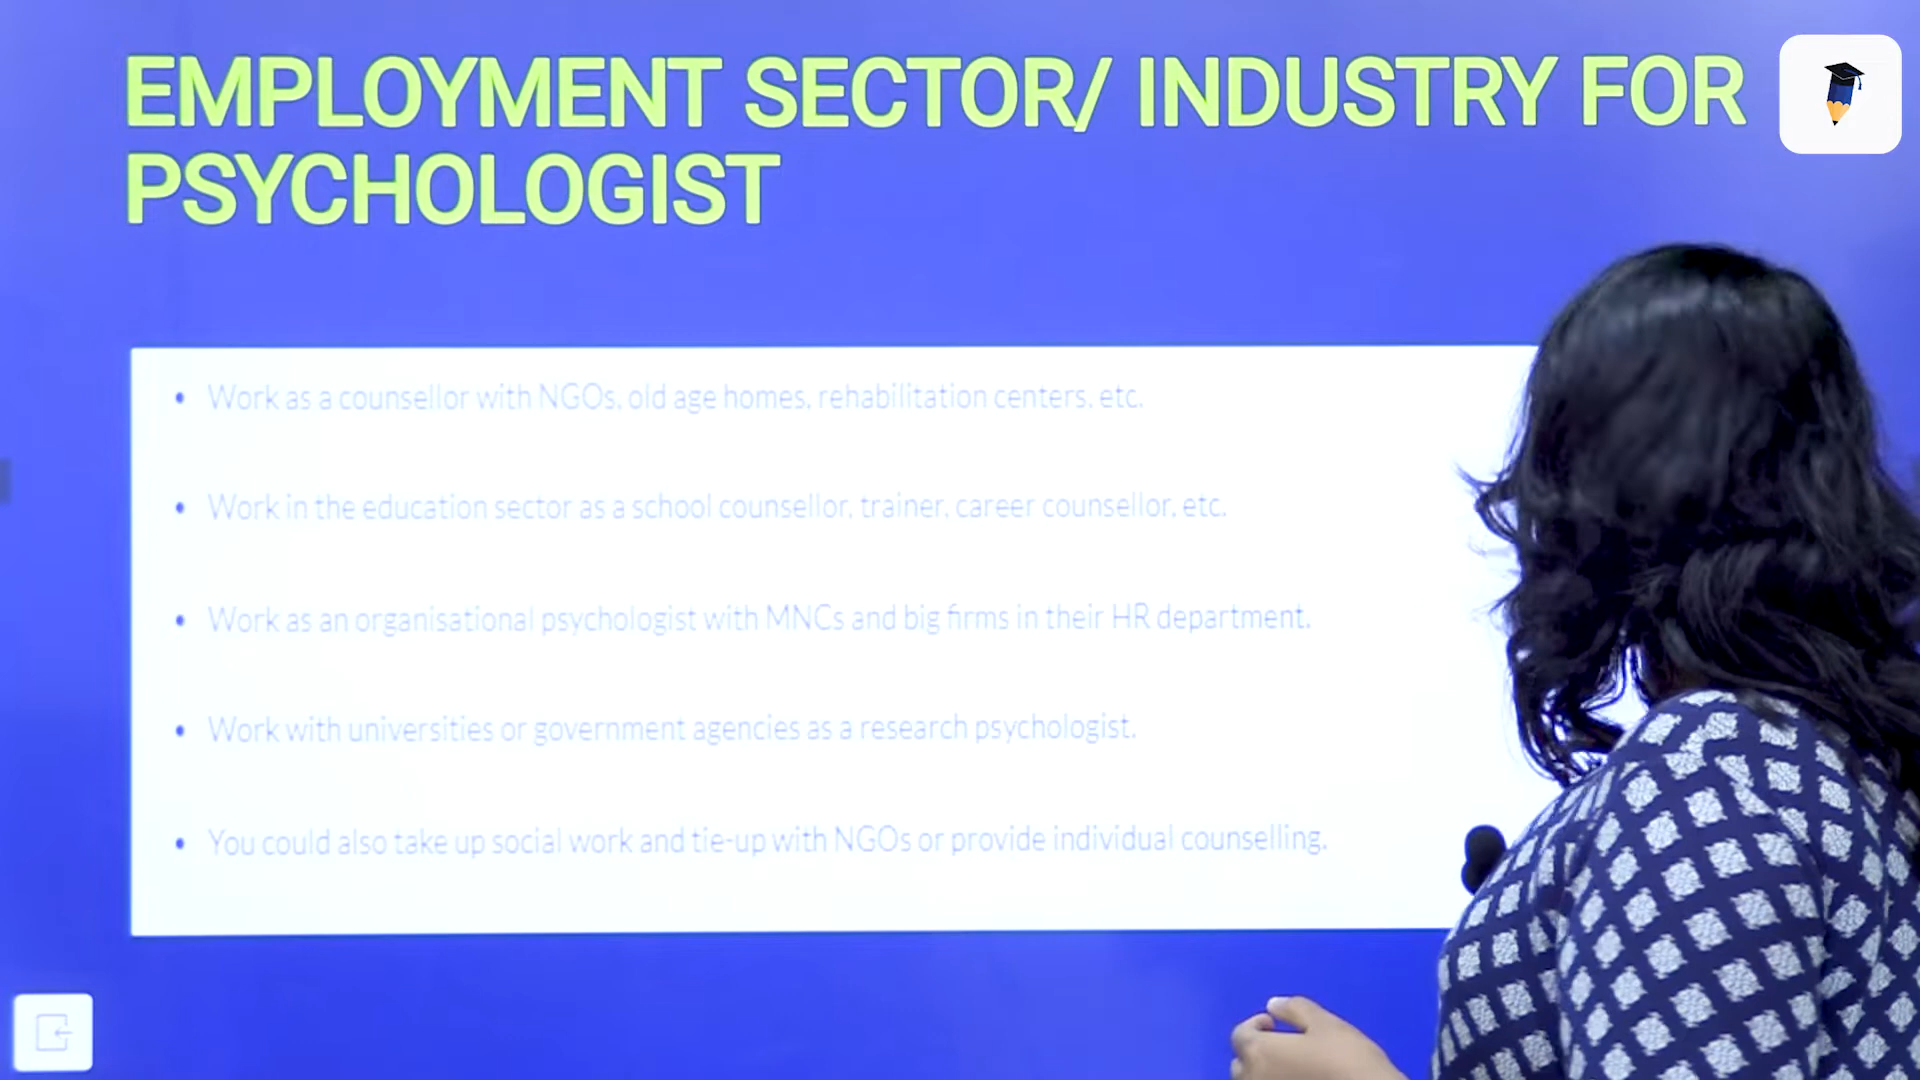 EMPLOYMENT SECTOR/ INDUSTRY FOR
PSYCHOLOGIST
• Work as a counsellor with NGOs, old age homes, rehabilitation centers, etc.
• Work in the education sector as a school counsellor, trainer, career counsellor, etc.
• Work as an organisational psychologist with MNCs and big firms in their HR department.
• Work with universities or government agencies as a research psychologist.
• You could also take up social work and tie-up with NGOs or provide individual counselling.